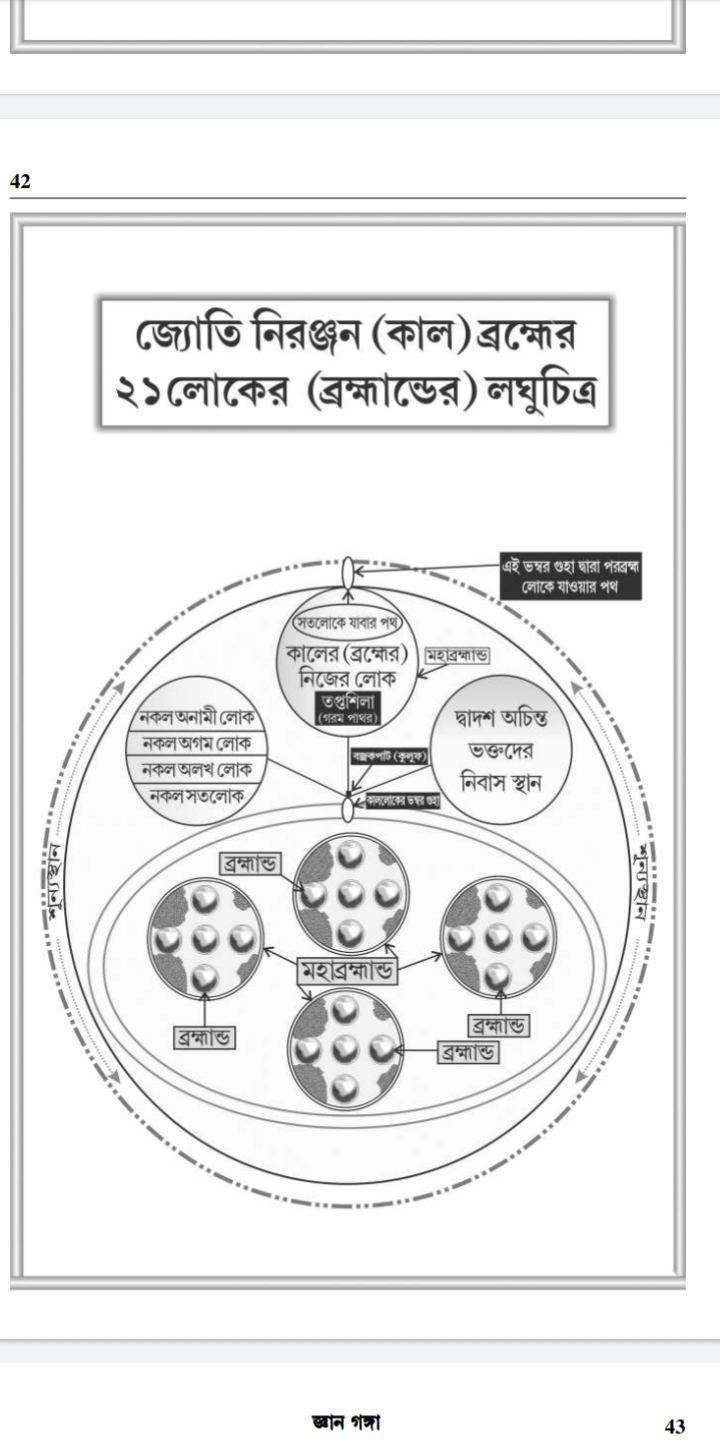 42
জ্যোতি নিরঞ্জন (কাল) ব্রহ্মের
২১লোকের (ব্রহ্মান্ডের) লঘুচিত্র
এই ভম্বর গুহা দ্বারা পরব্রহ্ম
লোকে যাওয়ার পথ
সতলোকে যাবার পথ
কালের (ব্রহ্মের)
নিজের লোক
তপ্তশিলা
(গরম পাথর)
মহাব্রহ্মান্ড
নকল অনামী লোক
নকল অগম লোক
নকল অলখ লোক
নকল সতলোক
দ্বাদশ অচিন্ত
ভক্তদের
নিবাস স্থান
বজ্রকপাট (কুলুফ)
কাললোকের ভম্বর গুহা
শূন্যস্থান
শূন্যস্থান
ব্রহ্মান্ড
মহাব্রহ্মান্ড
ব্রহ্মান্ড
ব্রহ্মান্ড
ব্রহ্মান্ড
জ্ঞান গঙ্গা
43